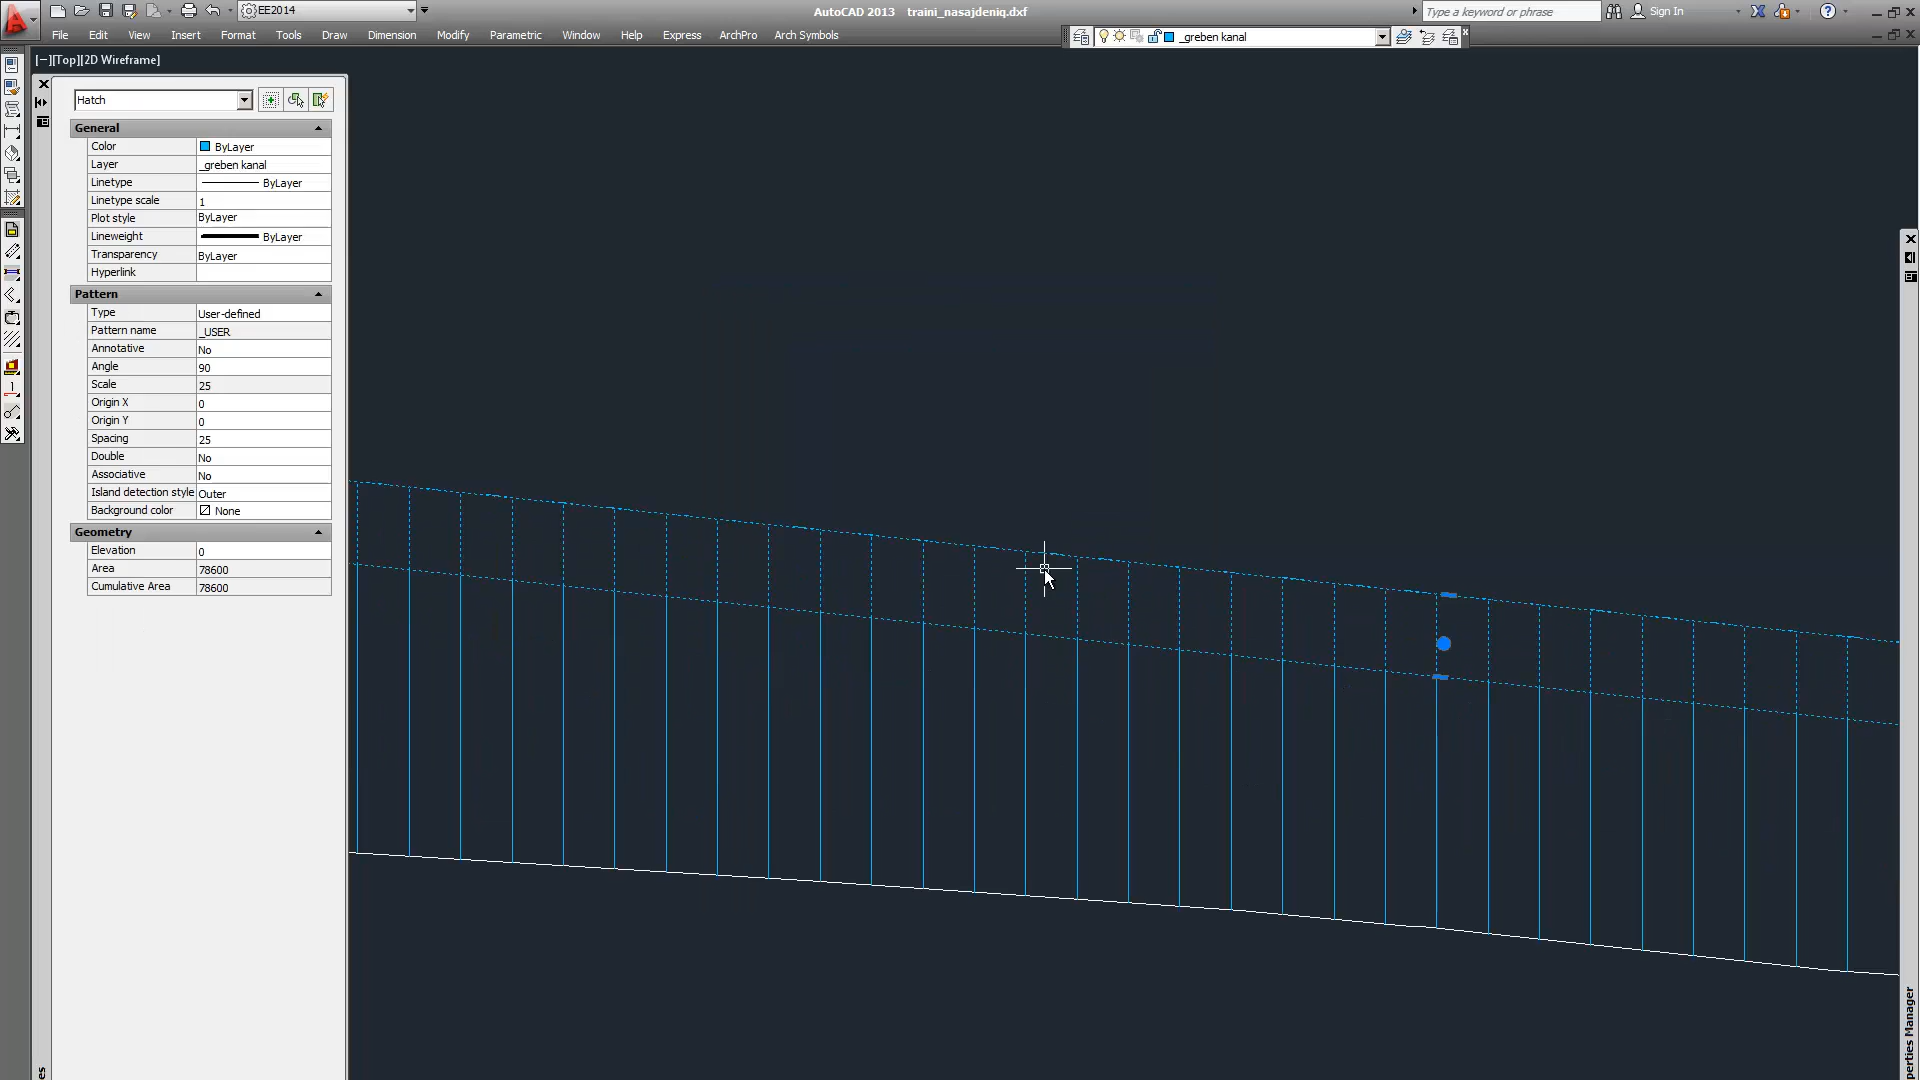 EE2014
AutoCAD 2013 traini_nasajdeniq.dxf
Type a keyword or phrase
Sign In
File Edit View Insert Format Tools Draw Dimension Modify Parametric Window Help Express ArchPro Arch Symbols
_greben kanal
[−][Top][2D Wireframe]
Hatch
General
Color ByLayer
Layer _greben kanal
Linetype ByLayer
Linetype scale 1
Plot style ByLayer
Lineweight ByLayer
Transparency ByLayer
Hyperlink
Pattern
Type User-defined
Pattern name _USER
Annotative No
Angle 90
Scale 25
Origin X 0
Origin Y 0
Spacing 25
Double No
Associative No
Island detection style Outer
Background color None
Geometry
Elevation 0
Area 78600
Cumulative Area 78600
es
perties Manager